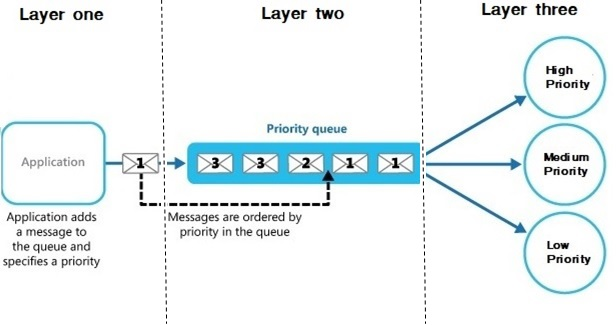 Layer one
Layer two
Layer three
Priority queue
Application
1
3 3 2 1 1
Application adds
a message to
the queue and
specifies a priority
Messages are ordered by
priority in the queue
High
Priority
Medium
Priority
Low
Priority